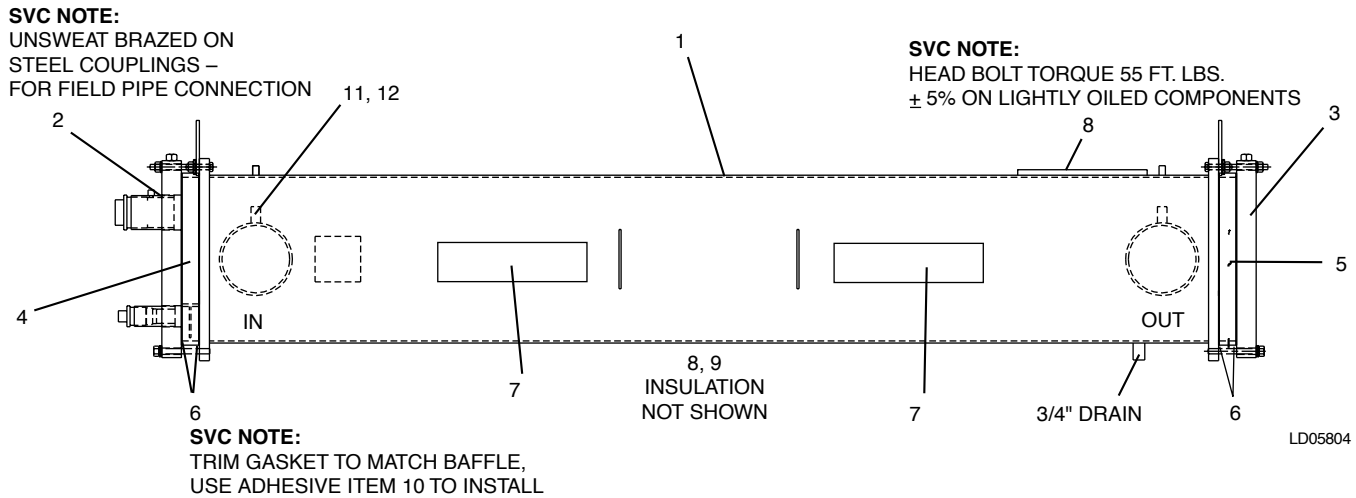 SVC NOTE:
UNSWEAT BRAZED ON
STEEL COUPLINGS –
FOR FIELD PIPE CONNECTION
1
SVC NOTE:
HEAD BOLT TORQUE 55 FT. LBS.
± 5% ON LIGHTLY OILED COMPONENTS
2
11, 12
8
3
4
5
IN
OUT
6
7
8, 9
INSULATION
NOT SHOWN
7
3/4" DRAIN
6
SVC NOTE:
TRIM GASKET TO MATCH BAFFLE,
USE ADHESIVE ITEM 10 TO INSTALL
LD05804